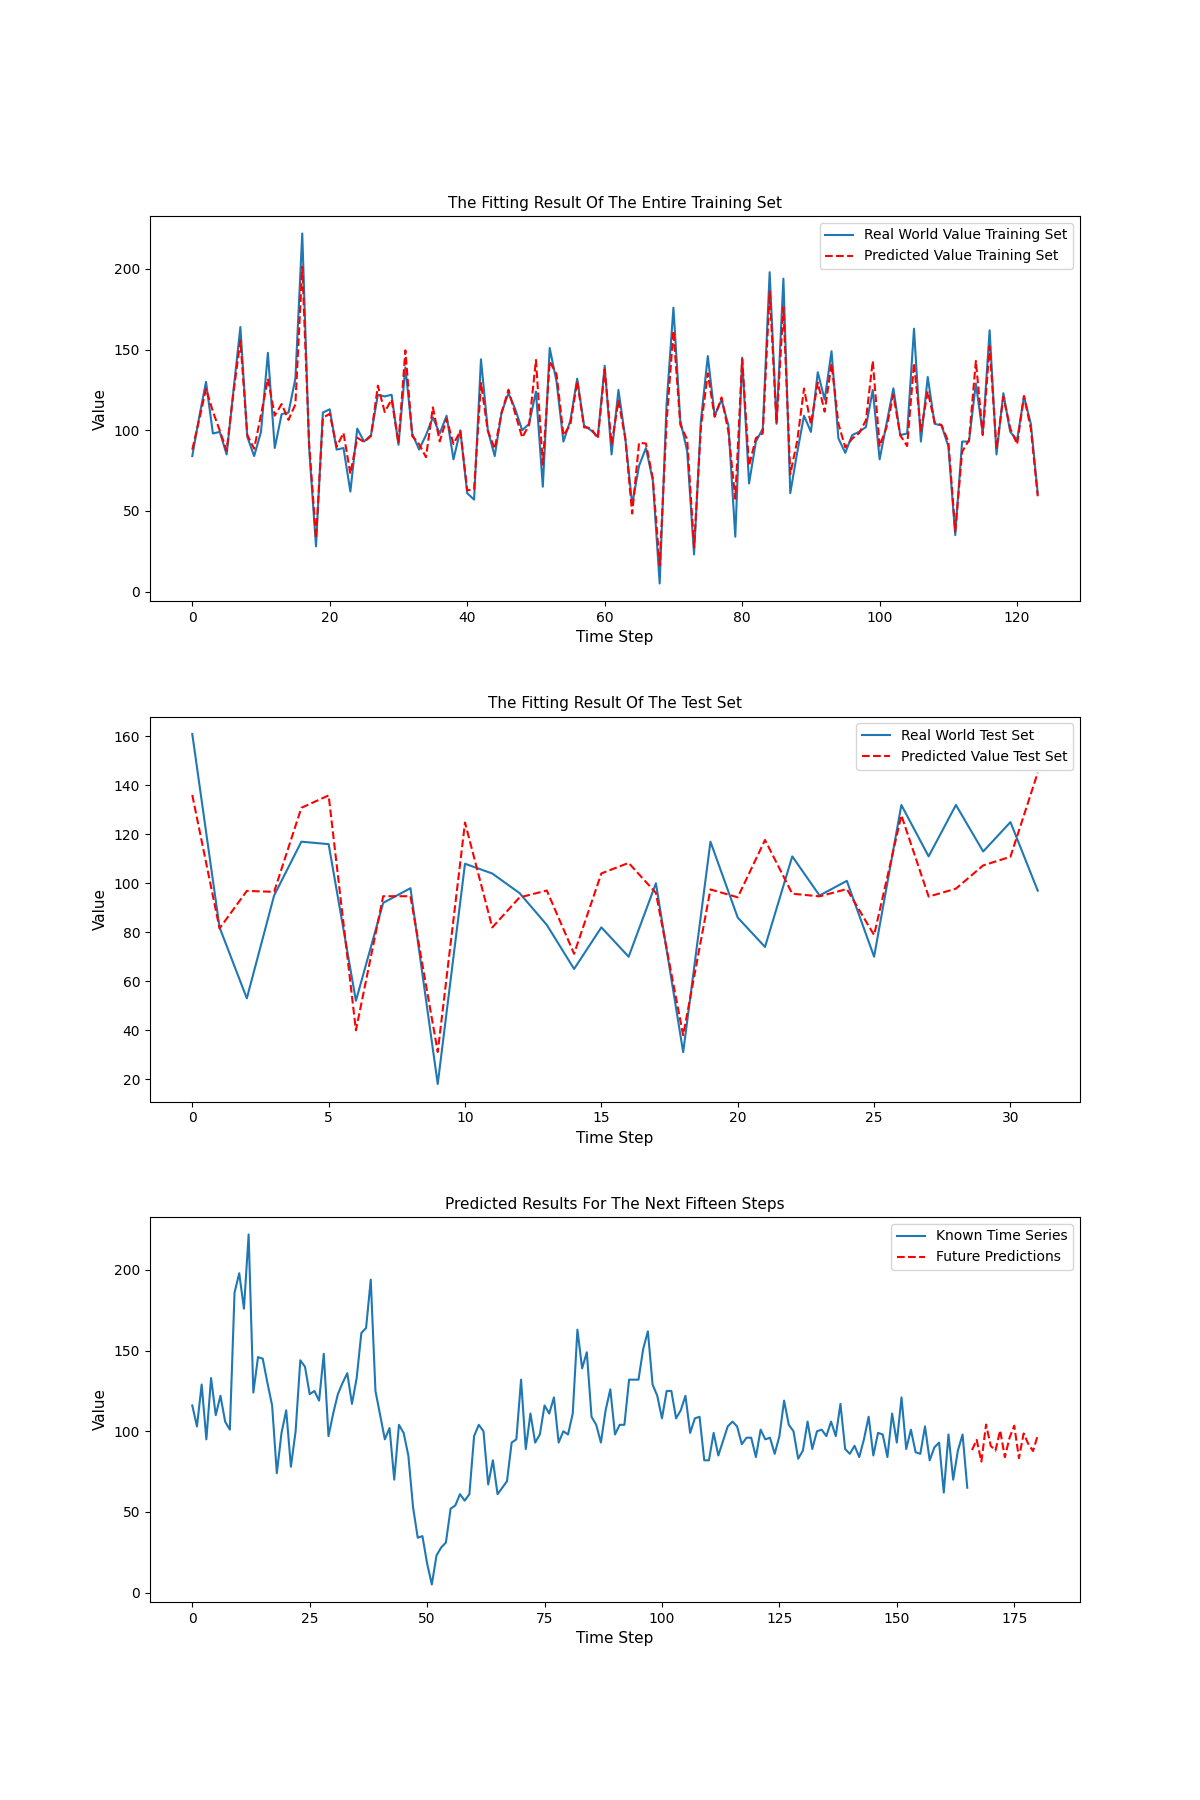 The Fitting Result Of The Entire Training Set
Real World Value Training Set
Predicted Value Training Set
Value
200
150
100
50
0
0 20 40 60 80 100 120
Time Step
The Fitting Result Of The Test Set
Real World Test Set
Predicted Value Test Set
Value
160
140
120
100
80
60
40
20
0 5 10 15 20 25 30
Time Step
Predicted Results For The Next Fifteen Steps
Known Time Series
Future Predictions
Value
200
150
100
50
0
0 25 50 75 100 125 150 175
Time Step